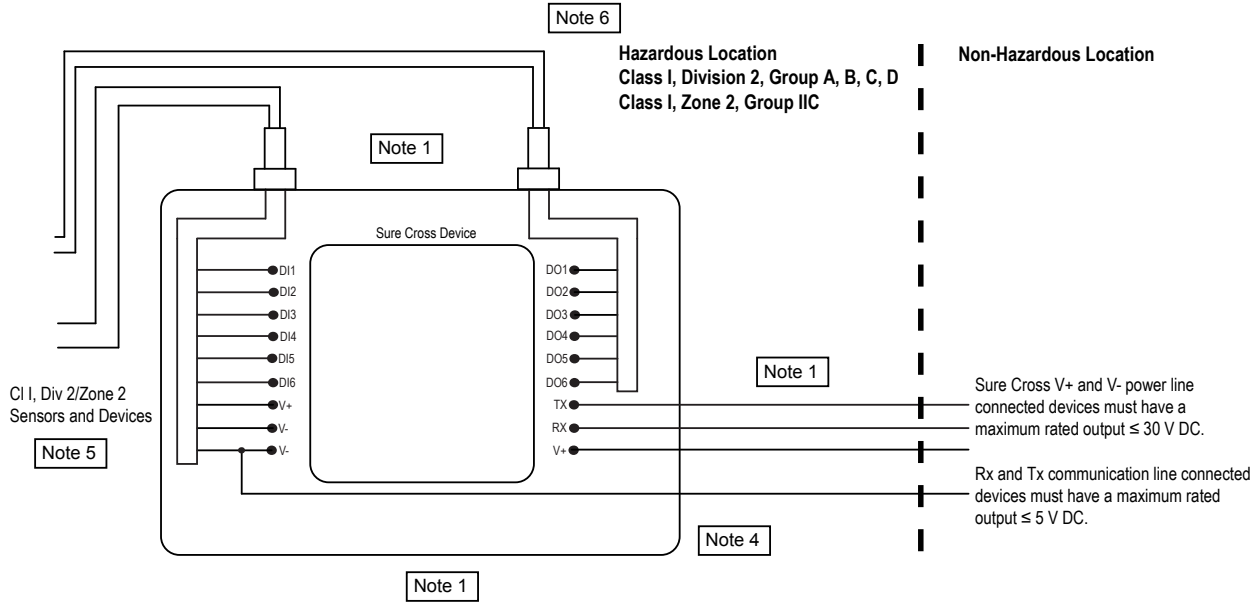 Note 6
Hazardous Location
Class I, Division 2, Group A, B, C, D
Class I, Zone 2, Group IIC
Non-Hazardous Location
Note 1
Sure Cross Device
DI1
DI2
DI3
DI4
DI5
DI6
V+
V-
V-
DO1
DO2
DO3
DO4
DO5
DO6
TX
RX
V+
Cl I, Div 2/Zone 2
Sensors and Devices
Note 5
Note 1
Sure Cross V+ and V- power line
connected devices must have a
maximum rated output ≤ 30 V DC.
Rx and Tx communication line connected
devices must have a maximum rated
output ≤ 5 V DC.
Note 4
Note 1